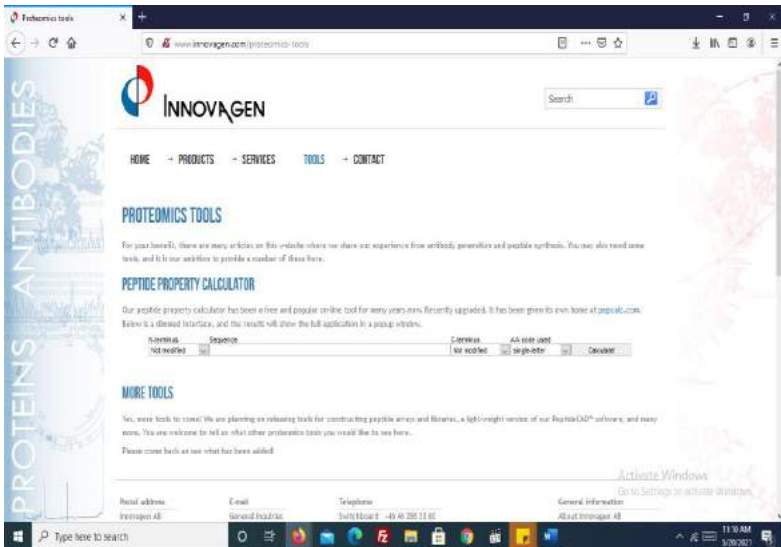 Proteomics tools
www.innovagen.com/proteomics-tools
PROTEINS ANTIBODIES
INNOVAGEN
Search
HOME → PRODUCTS → SERVICES TOOLS → CONTACT
PROTEOMICS TOOLS
For your benefit, there are many articles on this website where we share our experience from antibody generation and peptide synthesis. You may also need some
tools, and it is our ambition to provide a number of these here.
PEPTIDE PROPERTY CALCULATOR
Our peptide property calculator has been a free and popular on-line tool for many years now. Recently upgraded, it has been given its own home at pepcalc.com.
Below is a slimmed interface, and the results will show the full application in a popup window.
N-terminus Sequence C-terminus AA code used
Not modified Not modified single-letter Calculate!
MORE TOOLS
Yes, more tools to come! We are planning on releasing tools for constructing peptide arrays and libraries, a light-weight version of our PeptideCAD® software, and many
more. You are welcome to tell us what other proteomics tools you would like to see here.
Please come back an see what has been added!
Activate Windows
Go to Settings to activate Windows.
Postal address E-mail Telephone General information
Innovagen AB General Inquiries Switchboard About Innovagen AB
Type here to search
11:10 AM
3/20/2021